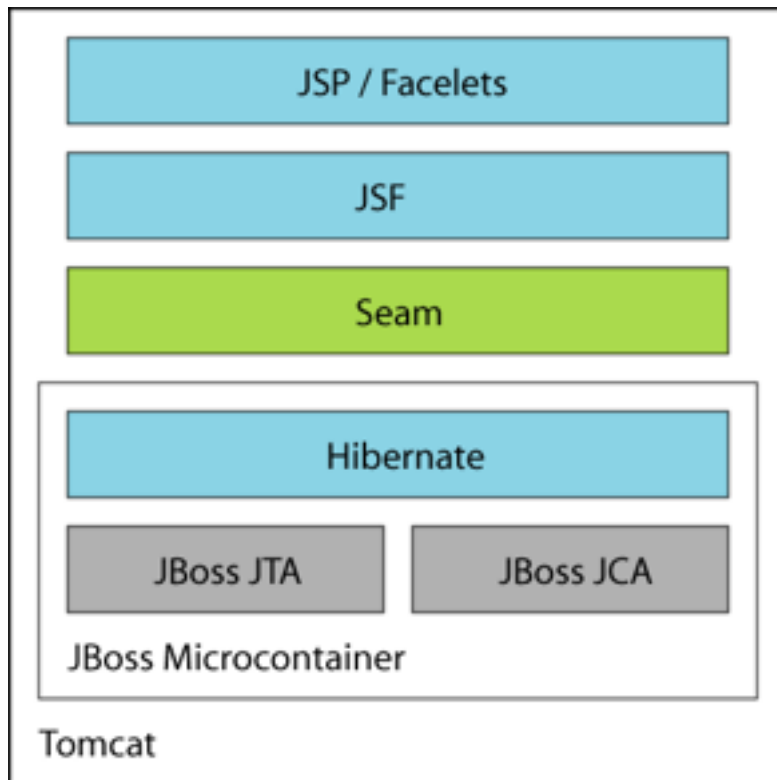 JSP / Facelets
JSF
Seam
Hibernate
JBoss JTA
JBoss JCA
JBoss Microcontainer
Tomcat